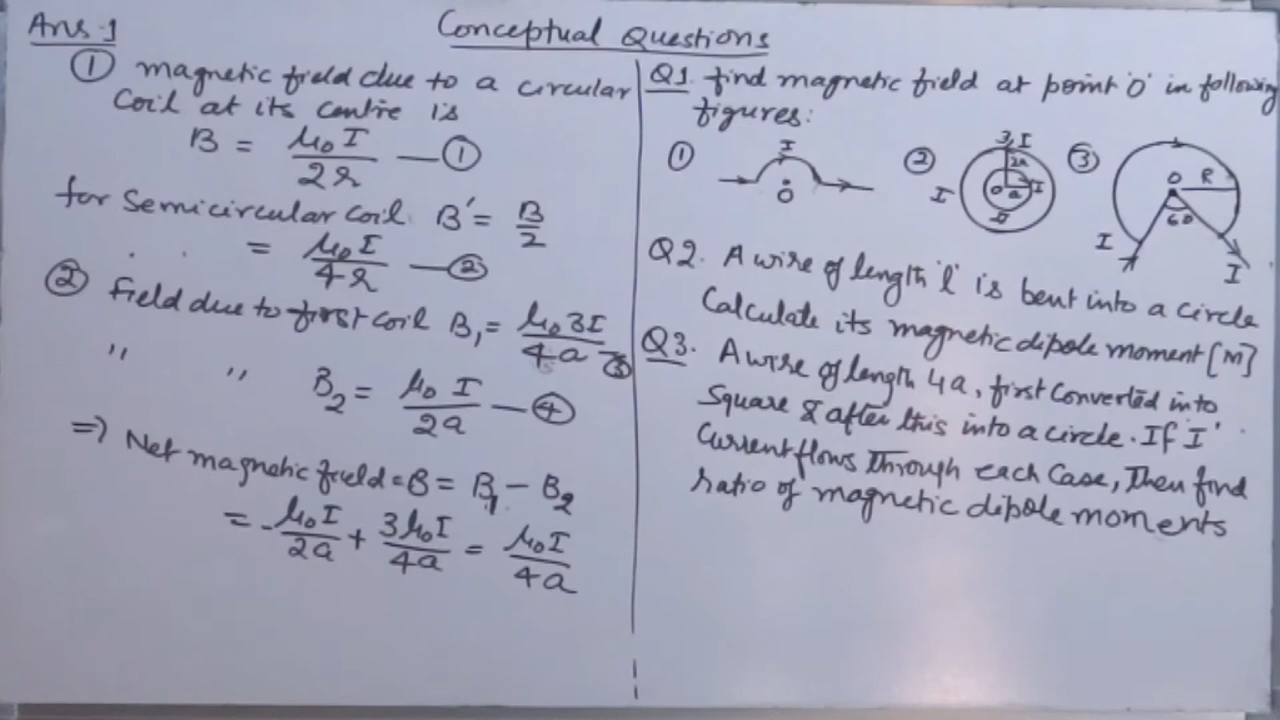 Conceptual Questions
Ans.1
① magnetic field due to a circular
Coil at its centre is
B = μ₀I / 2r — ①
for Semicircular coil B' = B/2
= μ₀I / 4r — ②
② field due to first coil B₁ = μ₀3I / 4a — ③
" " B₂ = μ₀ I / 2a — ④
⇒ Net magnetic field = B = B₁ − B₂
= -μ₀I / 2a + 3μ₀I / 4a = μ₀I / 4a
Q1. find magnetic field at point 'O' in following
figures:
① I O
② 3I 2a I O a I
③ O R 60 I I
Q2. A wire of length 'l' is bent into a circle
Calculate its magnetic dipole moment [M]
Q3. A wire of length 4a, first Converted into
Square & after this into a circle. If I'
Current flows Through each Case, Then find
ratio of magnetic dipole moments